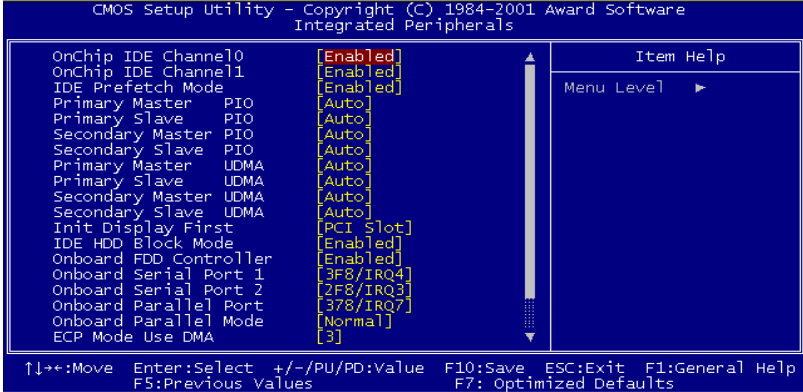 CMOS Setup Utility - Copyright (C) 1984-2001 Award Software
Integrated Peripherals
OnChip IDE Channel0 [Enabled]
OnChip IDE Channel1 [Enabled]
IDE Prefetch Mode [Enabled]
Primary Master PIO [Auto]
Primary Slave PIO [Auto]
Secondary Master PIO [Auto]
Secondary Slave PIO [Auto]
Primary Master UDMA [Auto]
Primary Slave UDMA [Auto]
Secondary Master UDMA [Auto]
Secondary Slave UDMA [Auto]
Init Display First [PCI Slot]
IDE HDD Block Mode [Enabled]
Onboard FDD Controller [Enabled]
Onboard Serial Port 1 [3F8/IRQ4]
Onboard Serial Port 2 [2F8/IRQ3]
Onboard Parallel Port [378/IRQ7]
Onboard Parallel Mode [Normal]
ECP Mode Use DMA [3]
Item Help
Menu Level ►
↑↓→←:Move Enter:Select +/-/PU/PD:Value F10:Save ESC:Exit F1:General Help
F5:Previous Values F7: Optimized Defaults